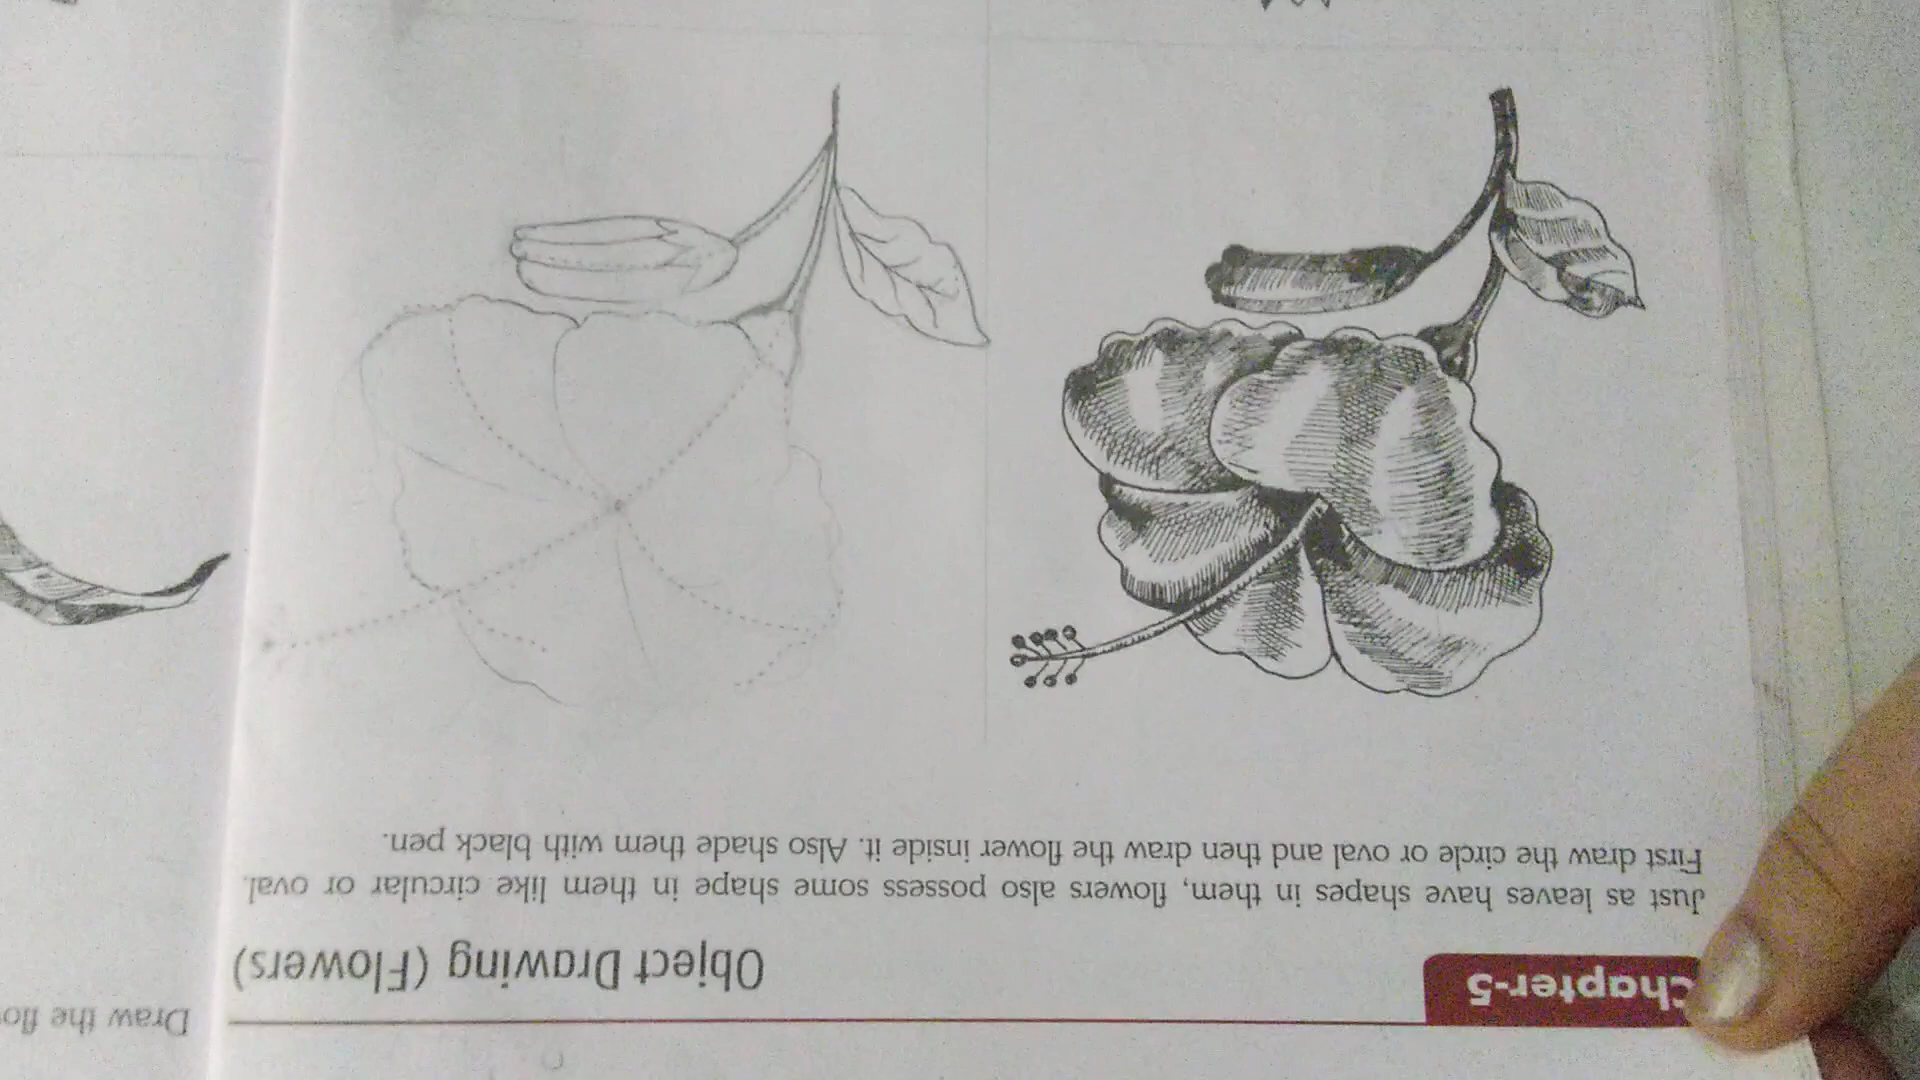 Chapter-5
Object Drawing (Flowers)
Just as leaves have shapes in them, flowers also possess some shape in them like circular or oval.
First draw the circle or oval and then draw the flower inside it. Also shade them with black pen.
Draw the